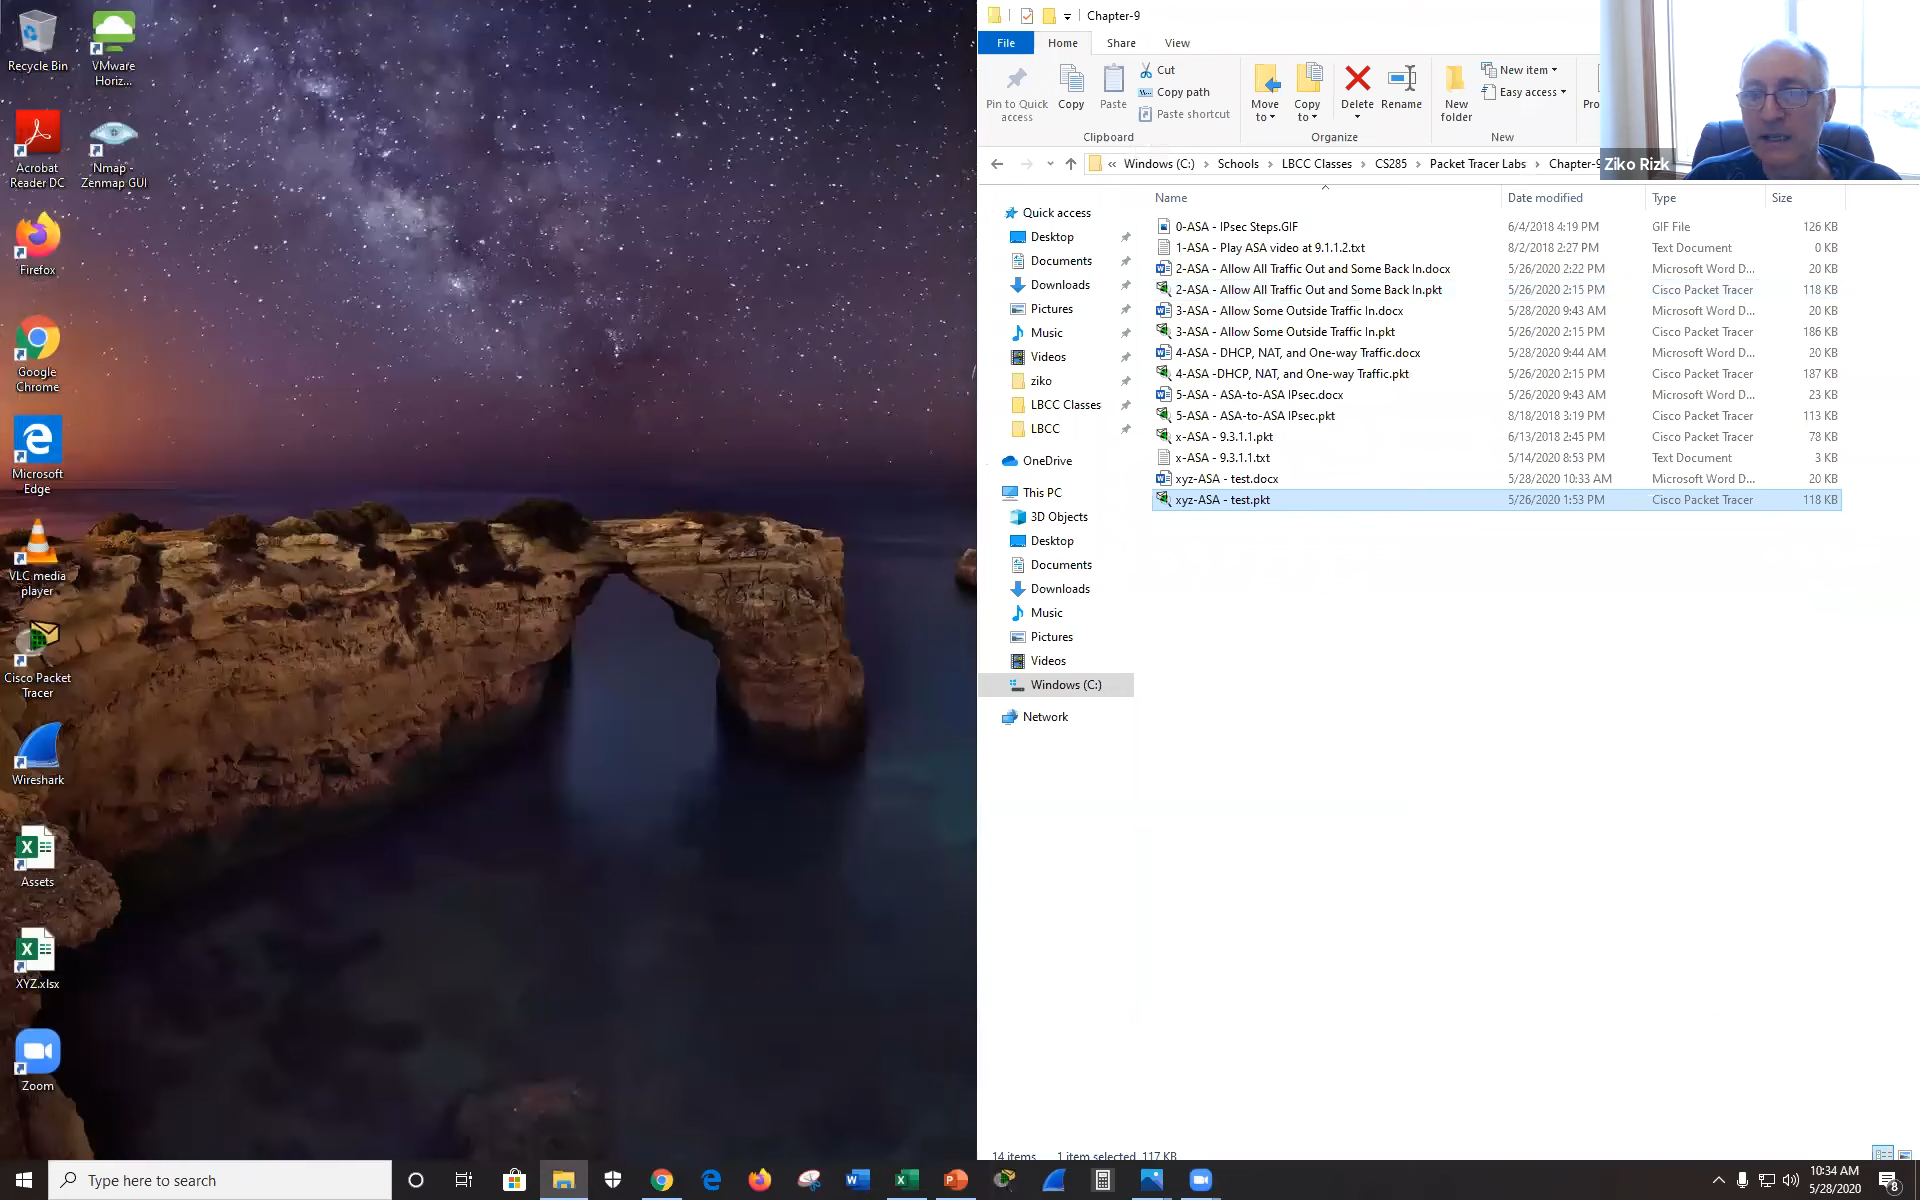 Recycle Bin
VMware
Horiz...
Acrobat
Reader DC
Nmap -
Zenmap GUI
Firefox
Google
Chrome
Microsoft
Edge
VLC media
player
Cisco Packet
Tracer
Wireshark
Assets
XYZ.xlsx
Zoom
Chapter-9
File Home Share View
Pin to Quick
access
Copy
Paste
Cut
Copy path
Paste shortcut
Clipboard
Move
to
Copy
to
Delete
Rename
Organize
New
folder
New item
Easy access
New
« Windows (C:) › Schools › LBCC Classes › CS285 › Packet Tracer Labs › Chapter-9
Ziko Rizk
Quick access
Desktop
Documents
Downloads
Pictures
Music
Videos
ziko
LBCC Classes
LBCC
OneDrive
This PC
3D Objects
Desktop
Documents
Downloads
Music
Pictures
Videos
Windows (C:)
Network
Name Date modified Type Size
0-ASA - IPsec Steps.GIF 6/4/2018 4:19 PM GIF File 126 KB
1-ASA - Play ASA video at 9.1.1.2.txt 8/2/2018 2:27 PM Text Document 0 KB
2-ASA - Allow All Traffic Out and Some Back In.docx 5/26/2020 2:22 PM Microsoft Word D... 20 KB
2-ASA - Allow All Traffic Out and Some Back In.pkt 5/26/2020 2:15 PM Cisco Packet Tracer 118 KB
3-ASA - Allow Some Outside Traffic In.docx 5/28/2020 9:43 AM Microsoft Word D... 20 KB
3-ASA - Allow Some Outside Traffic In.pkt 5/26/2020 2:15 PM Cisco Packet Tracer 186 KB
4-ASA - DHCP, NAT, and One-way Traffic.docx 5/28/2020 9:44 AM Microsoft Word D... 20 KB
4-ASA -DHCP, NAT, and One-way Traffic.pkt 5/26/2020 2:15 PM Cisco Packet Tracer 187 KB
5-ASA - ASA-to-ASA IPsec.docx 5/26/2020 9:43 AM Microsoft Word D... 23 KB
5-ASA - ASA-to-ASA IPsec.pkt 8/18/2018 3:19 PM Cisco Packet Tracer 113 KB
x-ASA - 9.3.1.1.pkt 6/13/2018 2:45 PM Cisco Packet Tracer 78 KB
x-ASA - 9.3.1.1.txt 5/14/2020 8:53 PM Text Document 3 KB
xyz-ASA - test.docx 5/28/2020 10:33 AM Microsoft Word D... 20 KB
xyz-ASA - test.pkt 5/26/2020 1:53 PM Cisco Packet Tracer 118 KB
14 items 1 item selected 117 KB
Type here to search
10:34 AM
5/28/2020
8